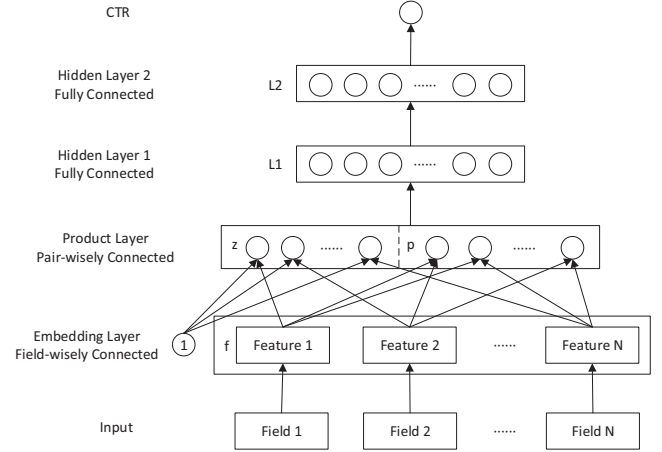 CTR
Hidden Layer 2
Fully Connected
L2
......
Hidden Layer 1
Fully Connected
L1
......
Product Layer
Pair-wisely Connected
z
......
p
......
Embedding Layer
Field-wisely Connected
1
f
Feature 1
Feature 2
......
Feature N
Input
Field 1
Field 2
......
Field N